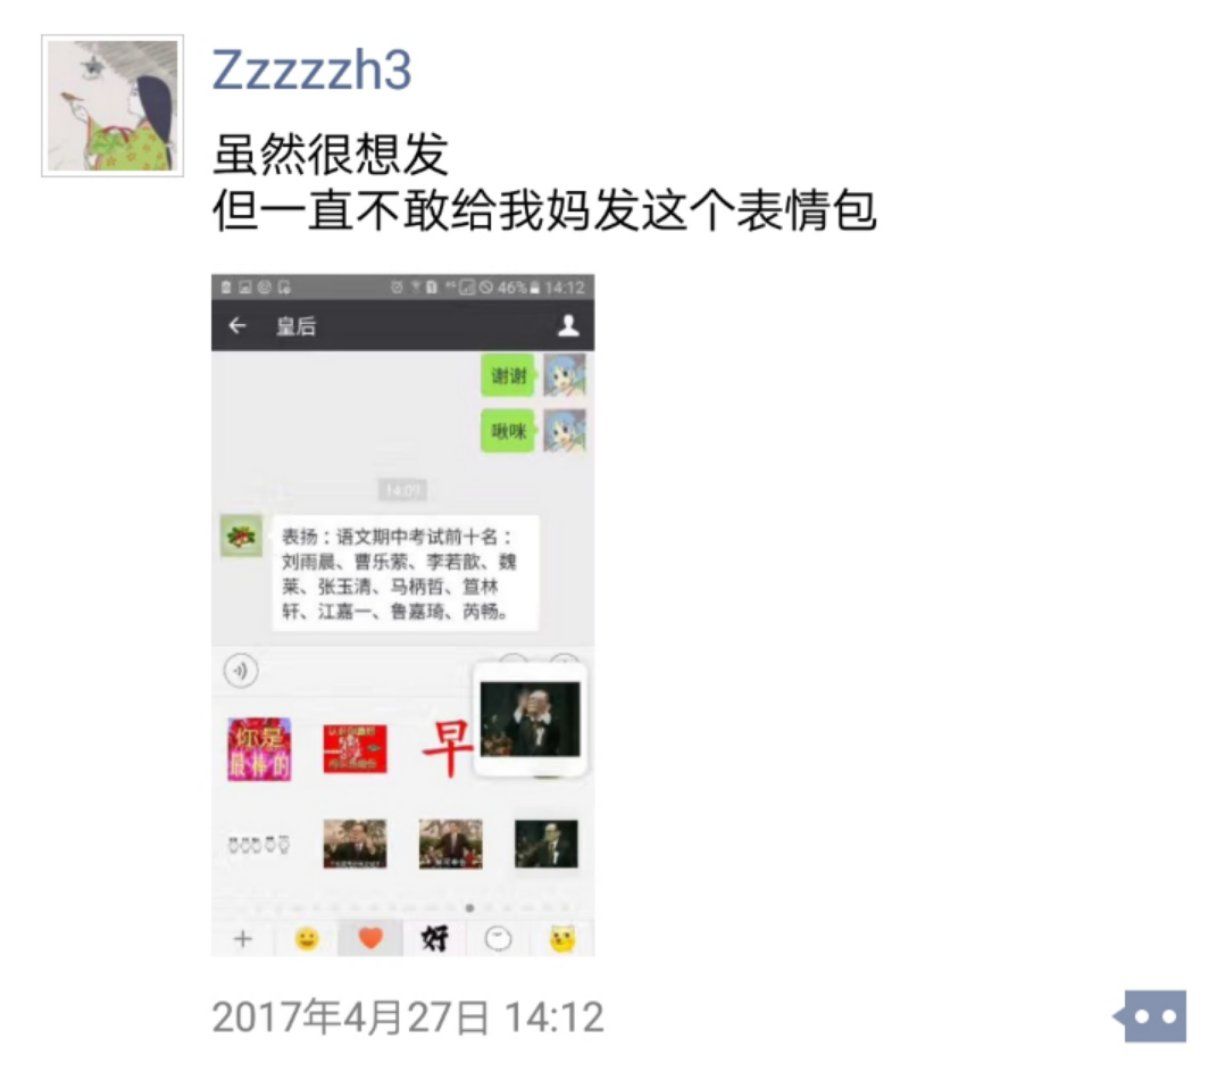 Zzzzzh3
虽然很想发
但一直不敢给我妈发这个表情包
46% 14:12
皇后
谢谢
啾咪
14:09
表扬：语文期中考试前十名：
刘雨晨、曹乐萦、李若歆、魏
莱、张玉清、马柄哲、笪林
轩、江嘉一、鲁嘉琦、芮畅。
你是
最棒的
早
好
2017年4月27日 14:12